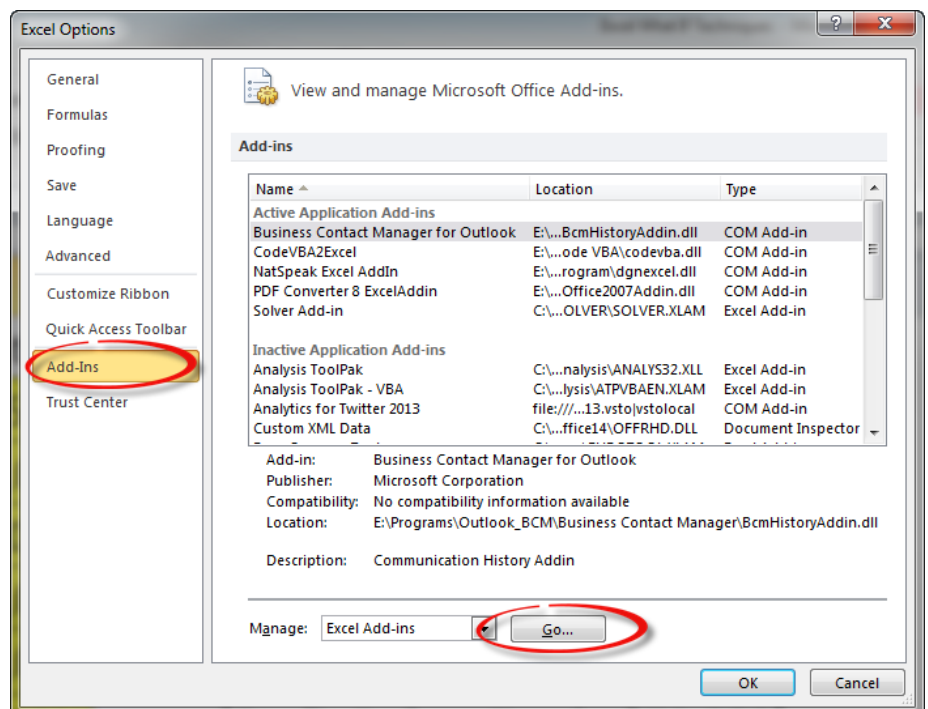 Excel Options
General
Formulas
Proofing
Save
Language
Advanced
Customize Ribbon
Quick Access Toolbar
Add-Ins
Trust Center
View and manage Microsoft Office Add-ins.
Add-ins
Name Location Type
Active Application Add-ins
Business Contact Manager for Outlook E:\...BcmHistoryAddin.dll COM Add-in
CodeVBA2Excel E:\...ode VBA\codevba.dll COM Add-in
NatSpeak Excel AddIn E:\...rogram\dgnexcel.dll COM Add-in
PDF Converter 8 ExcelAddin E:\...Office2007Addin.dll COM Add-in
Solver Add-in C:\...OLVER\SOLVER.XLAM Excel Add-in
Inactive Application Add-ins
Analysis ToolPak C:\...nalysis\ANALYS32.XLL Excel Add-in
Analysis ToolPak - VBA C:\...lysis\ATPVBAEN.XLAM Excel Add-in
Analytics for Twitter 2013 file:///...13.vsto|vstolocal COM Add-in
Custom XML Data C:\...ffice14\OFFRHD.DLL Document Inspector
Add-in: Business Contact Manager for Outlook
Publisher: Microsoft Corporation
Compatibility: No compatibility information available
Location: E:\Programs\Outlook_BCM\Business Contact Manager\BcmHistoryAddin.dll
Description: Communication History Addin
Manage: Excel Add-ins Go...
OK Cancel